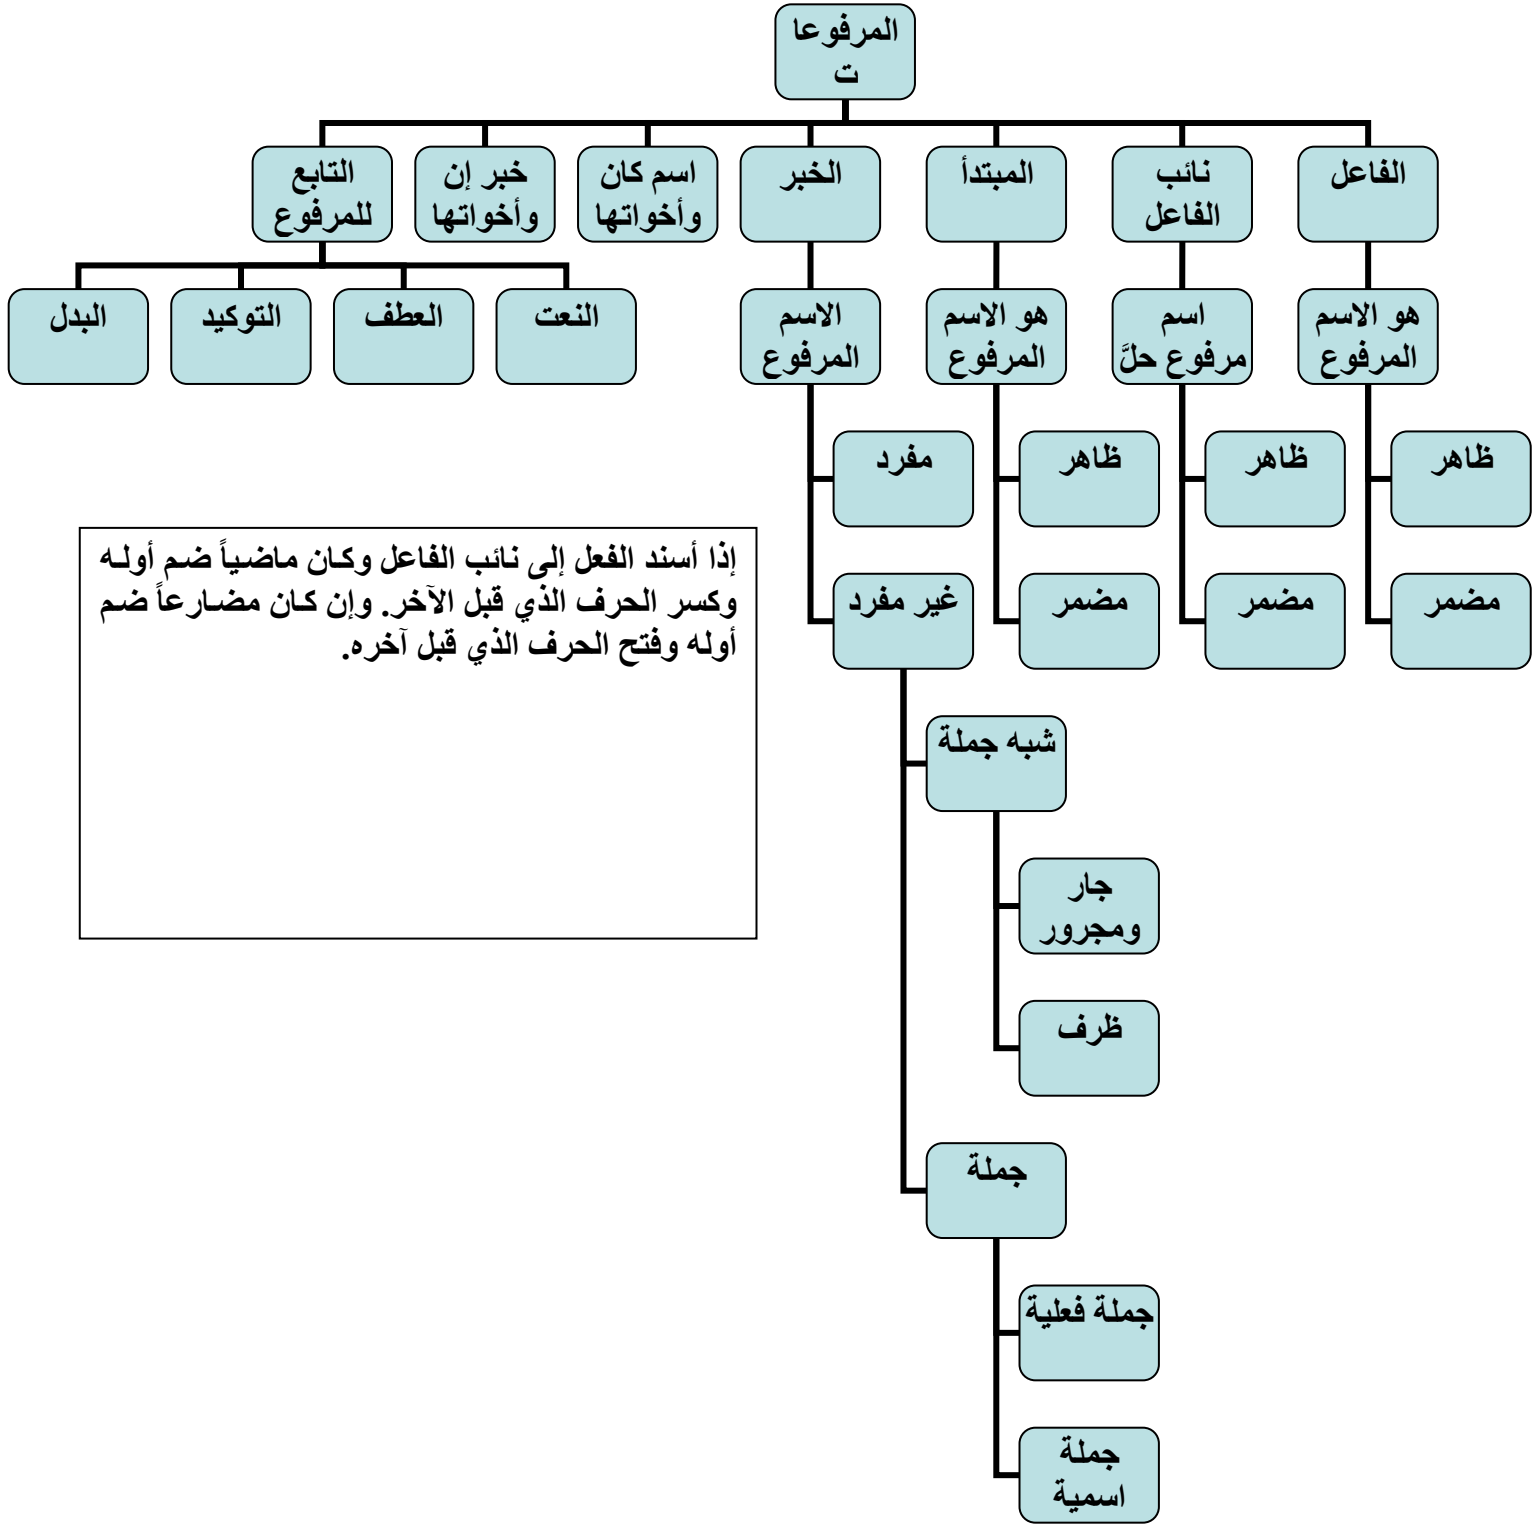 المرفوعا
ت
الفاعل
نائب
الفاعل
المبتدأ
الخبر
اسم كان
وأخواتها
خبر إن
وأخواتها
التابع
للمرفوع
هو الاسم
المرفوع
اسم
مرفوع حلَّ
هو الاسم
المرفوع
الاسم
المرفوع
النعت
العطف
التوكيد
البدل
ظاهر
ظاهر
ظاهر
مفرد
مضمر
مضمر
مضمر
غير مفرد
إذا أسند الفعل إلى نائب الفاعل وكان ماضياً ضم أوله
وكسر الحرف الذي قبل الآخر. وإن كان مضارعاً ضم
أوله وفتح الحرف الذي قبل آخره.
شبه جملة
جار
ومجرور
ظرف
جملة
جملة فعلية
جملة
اسمية